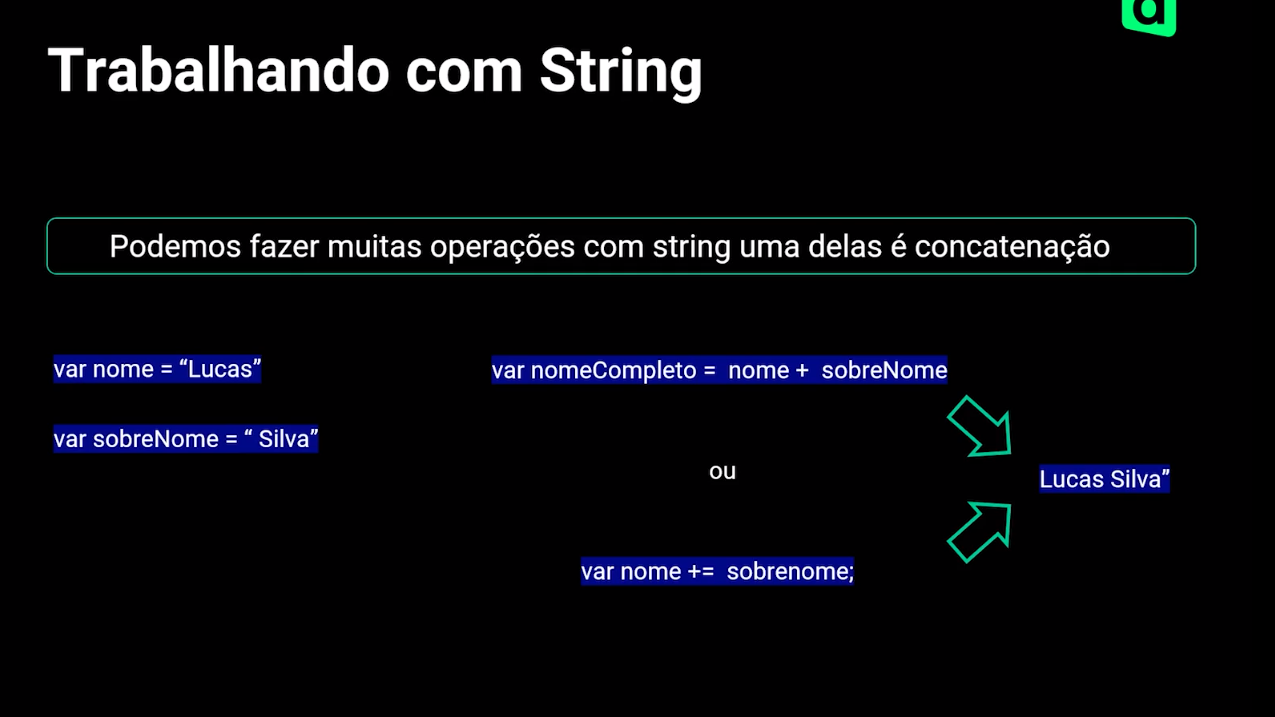 Trabalhando com String
Podemos fazer muitas operações com string uma delas é concatenação
var nome = “Lucas”
var sobreNome = “ Silva”
var nomeCompleto =  nome +  sobreNome
ou
var nome +=  sobrenome;
Lucas Silva”